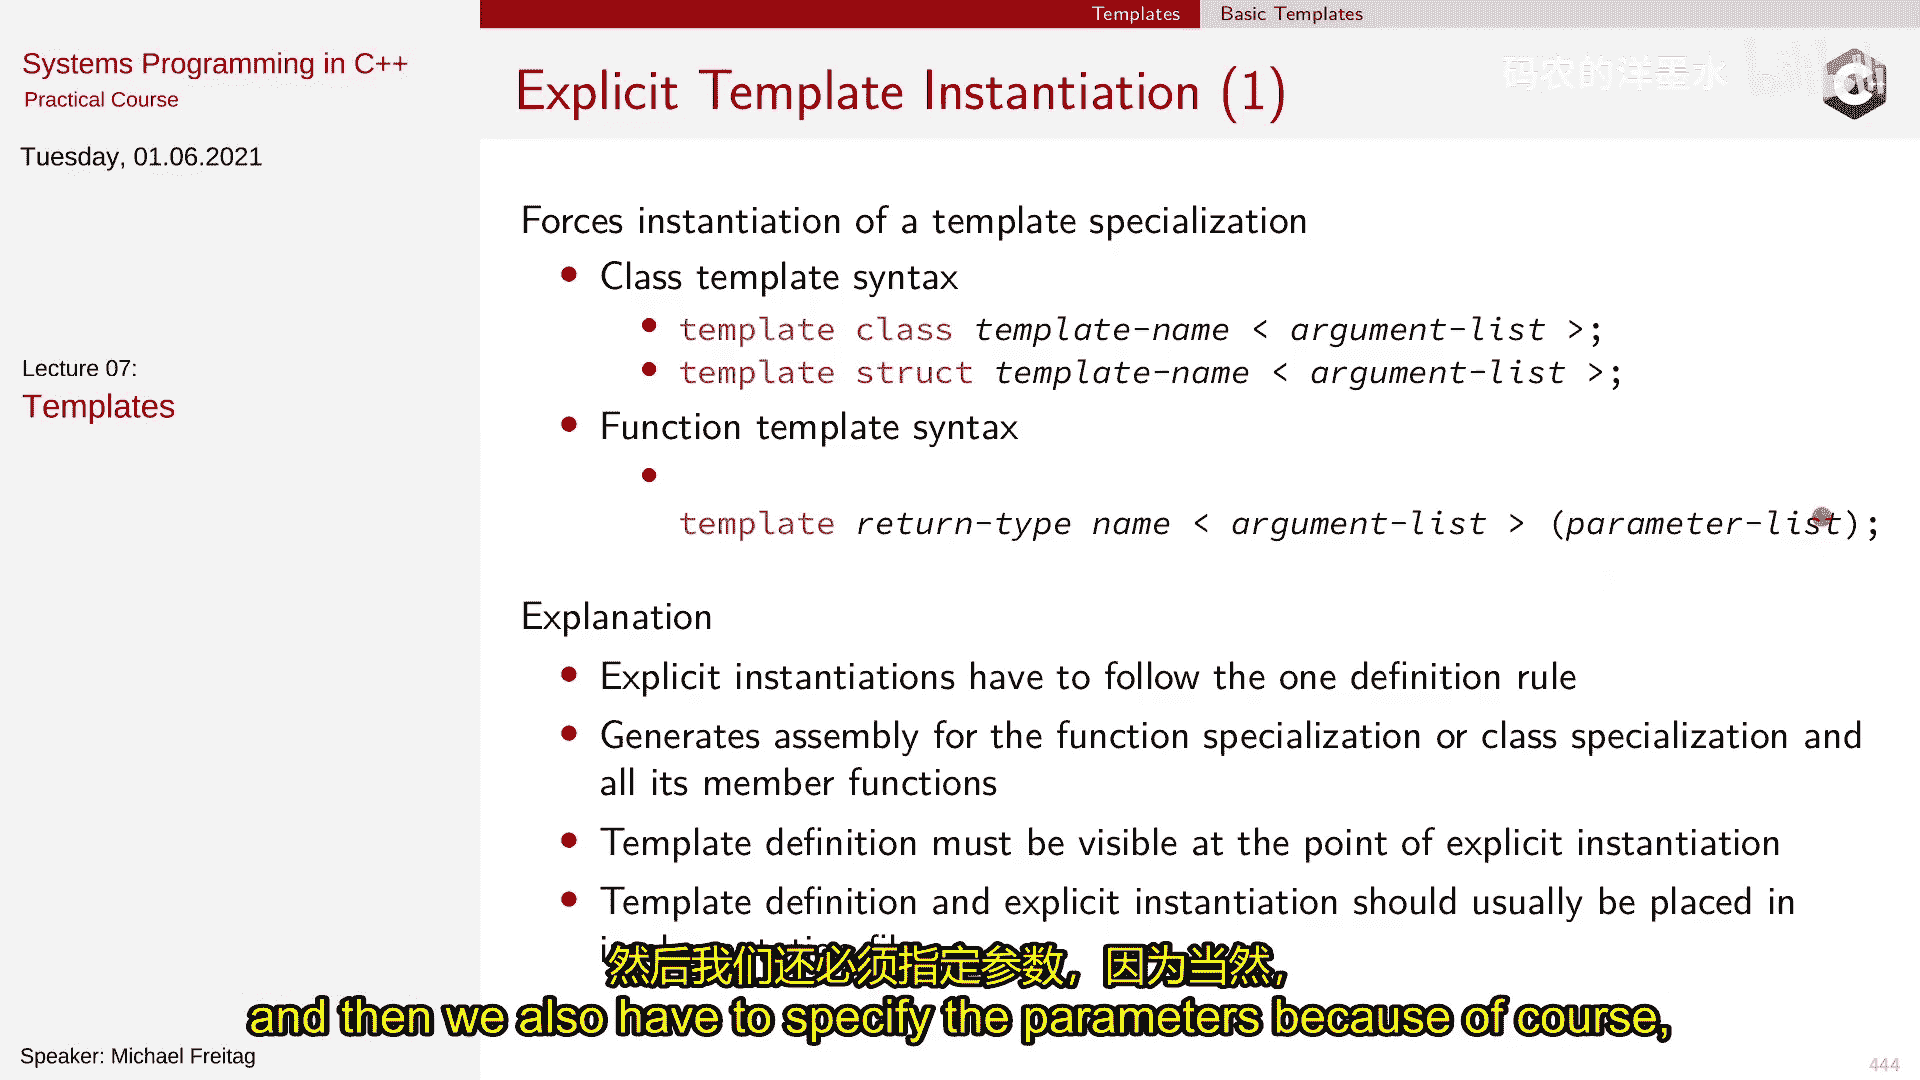 Templates
Basic Templates
Systems Programming in C++
Practical Course
Tuesday, 01.06.2021
Lecture 07:
Templates
Speaker: Michael Freitag
Explicit Template Instantiation (1)
码农的洋墨水
Forces instantiation of a template specialization
• Class template syntax
• template class template-name < argument-list >;
• template struct template-name < argument-list >;
• Function template syntax
•
template return-type name < argument-list > (parameter-list);
Explanation
• Explicit instantiations have to follow the one definition rule
• Generates assembly for the function specialization or class specialization and
all its member functions
• Template definition must be visible at the point of explicit instantiation
• Template definition and explicit instantiation should usually be placed in
然后我们还必须指定参数，因为当然，
and then we also have to specify the parameters because of course,
444